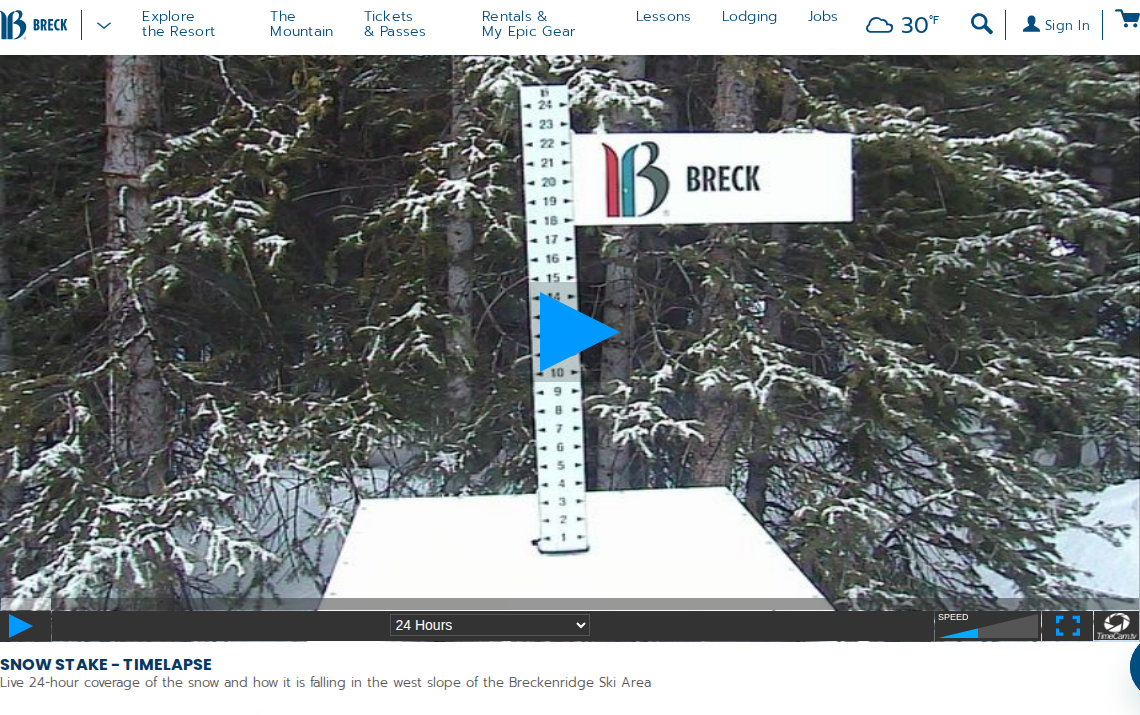 BRECK
Explore
the Resort
The
Mountain
Tickets
& Passes
Rentals &
My Epic Gear
Lessons
Lodging
Jobs
30°F
Sign In
24
23
22
21
20
19
18
17
16
15
14
10
9
8
7
6
5
4
3
2
1
BRECK
24 Hours
SPEED
TimeCam.tv
SNOW STAKE - TIMELAPSE
Live 24-hour coverage of the snow and how it is falling in the west slope of the Breckenridge Ski Area